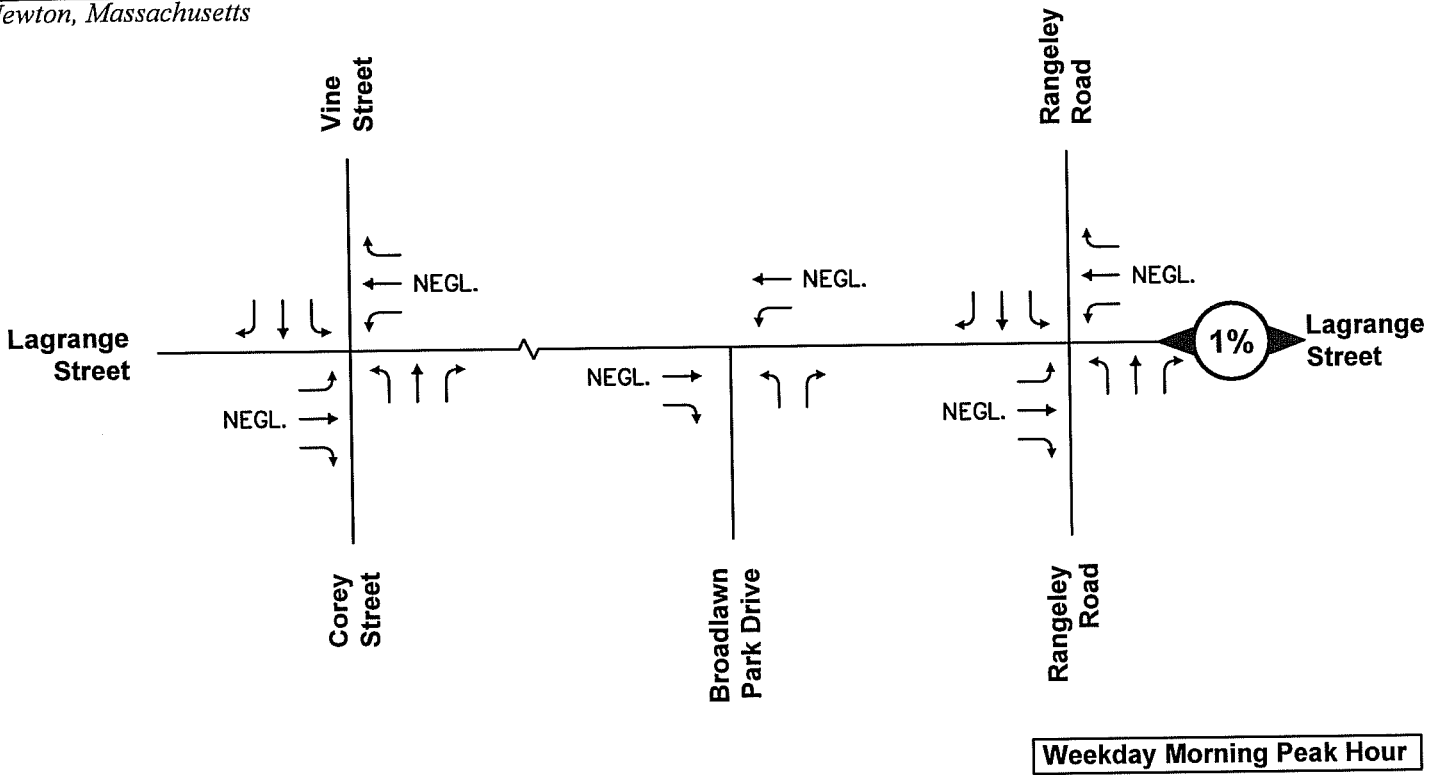 Newton, Massachusetts
Vine
Street
Rangeley
Road
NEGL.
NEGL.
NEGL.
Lagrange
Street
1%
Lagrange
Street
NEGL.
NEGL.
NEGL.
Corey
Street
Broadlawn
Park Drive
Rangeley
Road
Weekday Morning Peak Hour